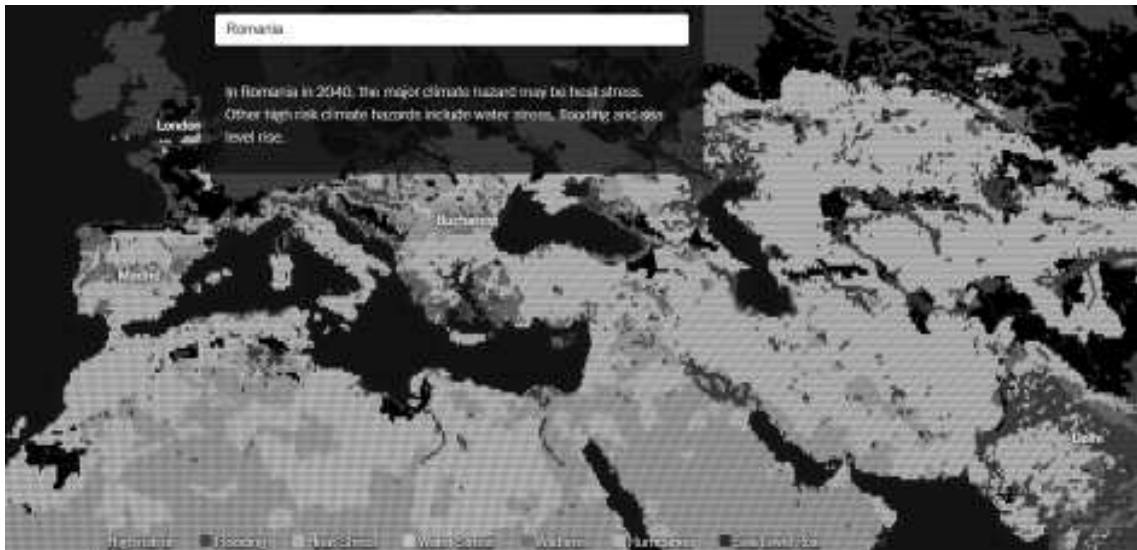 Romania
In Romania in 2040, the major climate hazard may be heat stress.
Other high risk climate hazards include water stress, flooding and sea
level rise.
London
Bucharest
Madrid
Delhi
Flooding Heat Stress Water Stress Wildfires Hurricanes Sea Level Rise